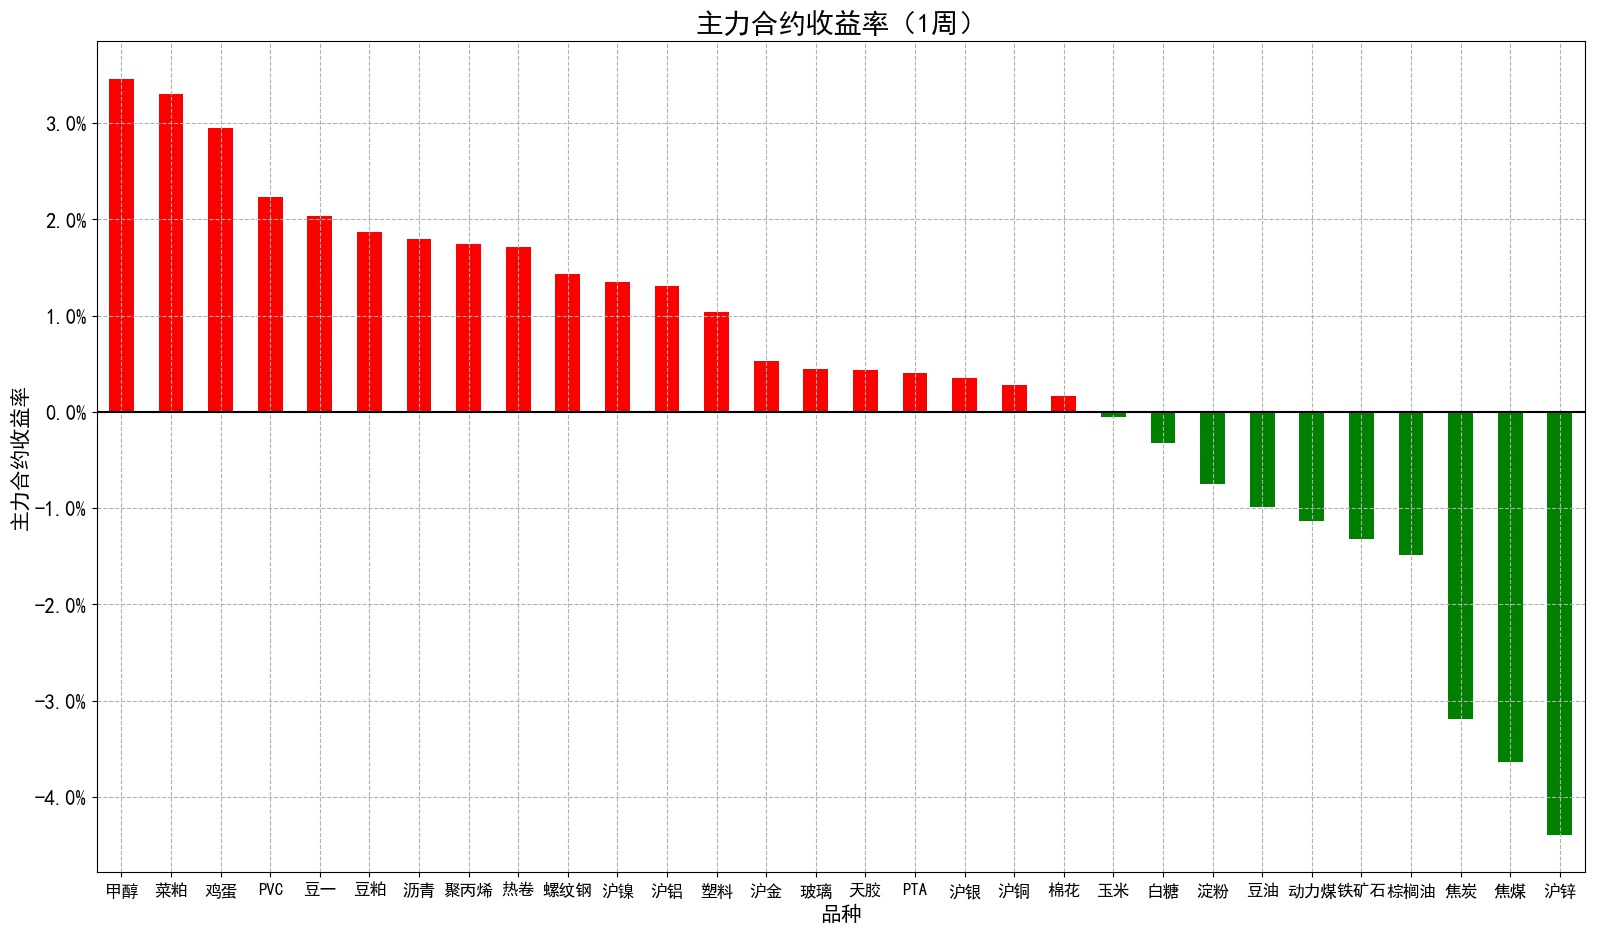 主力合约收益率（1周）
主力合约收益率
3.0%
2.0%
1.0%
0.0%
−1.0%
−2.0%
−3.0%
−4.0%
甲醇 菜粕 鸡蛋 PVC 豆一 豆粕 沥青 聚丙烯 热卷 螺纹钢 沪镍 沪铝 塑料 沪金 玻璃 天胶 PTA 沪银 沪铜 棉花 玉米 白糖 淀粉 豆油 动力煤 铁矿石 棕榈油 焦炭 焦煤 沪锌
品种